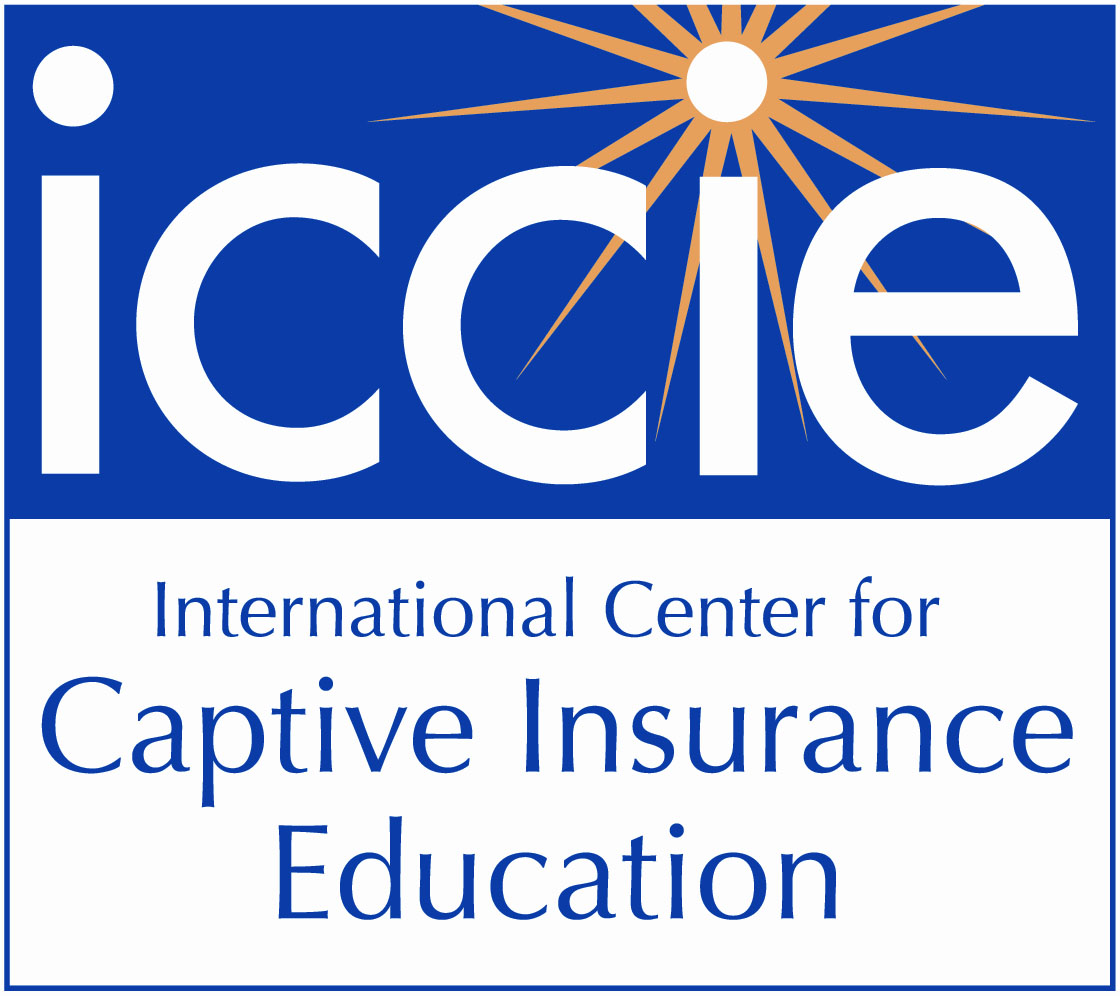 iccie
International Center for
Captive Insurance
Education